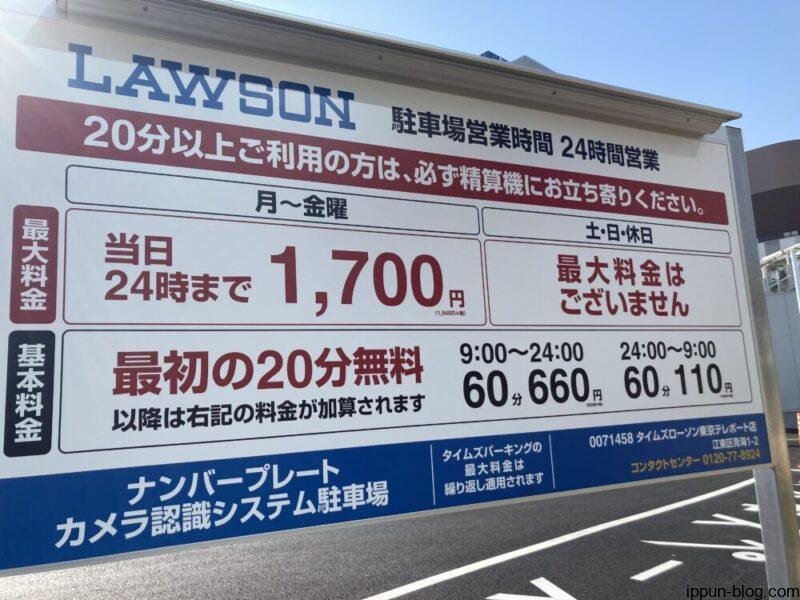 LAWSON
駐車場営業時間 24時間営業
20分以上ご利用の方は、必ず精算機にお立ち寄りください。
月～金曜
土・日・休日
最大料金
当日
24時まで 1,700円
(1,545円+税)
最大料金は
ございません
基本料金
最初の20分無料
以降は右記の料金が加算されます
9:00～24:00
60分 660円
24:00～9:00
60分 110円
ナンバープレート
カメラ認識システム駐車場
タイムズパーキングの
最大料金は
繰り返し適用されます
0071458 タイムズローソン東京テレポート店
江東区青海1-2
コンタクトセンター 0120-77-8924
ippun-blog.com